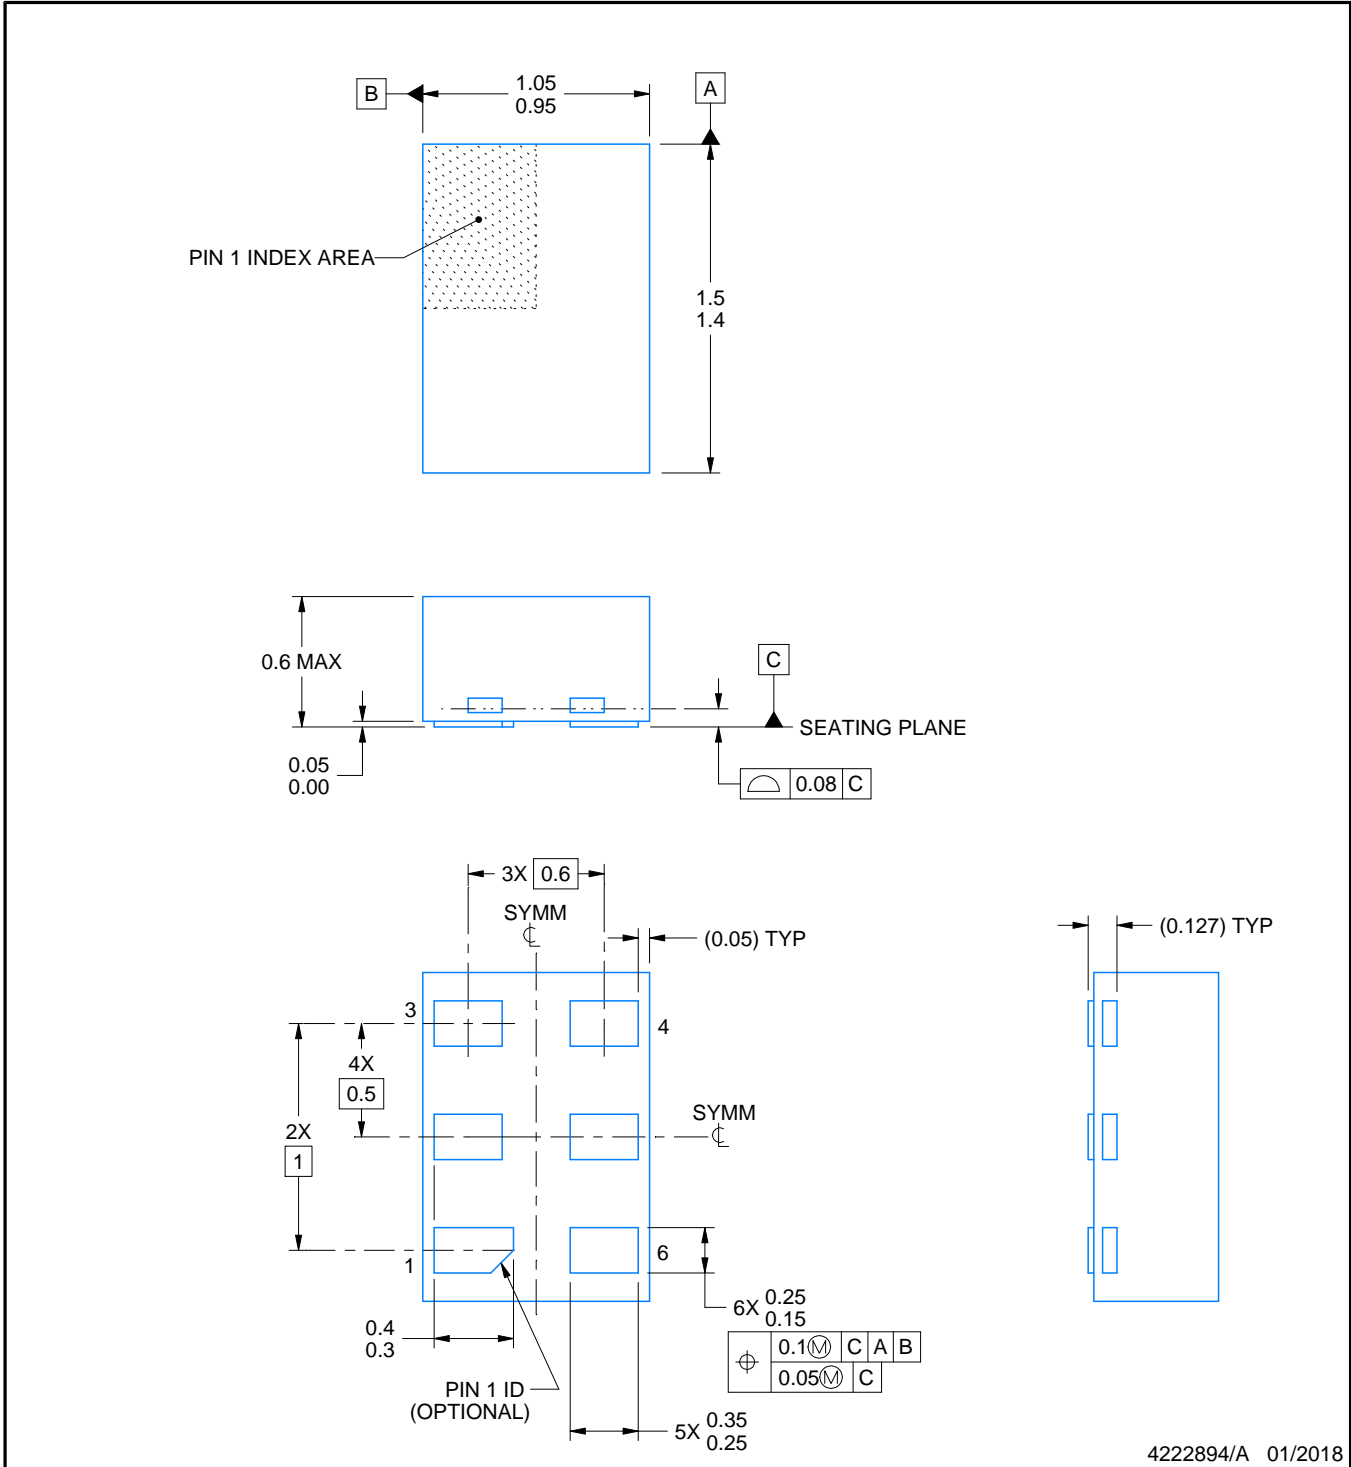 B
1.05
0.95
A
PIN 1 INDEX AREA
1.5
1.4
0.6 MAX
C
SEATING PLANE
0.05
0.00
0.08 C
3X 0.6
SYMM
(0.05) TYP
(0.127) TYP
3
4
4X
0.5
SYMM
2X
1
1
6
6X 0.25
0.15
0.4
0.3
0.1Ⓜ C A B
0.05Ⓜ C
PIN 1 ID
(OPTIONAL)
5X 0.35
0.25
4222894/A 01/2018